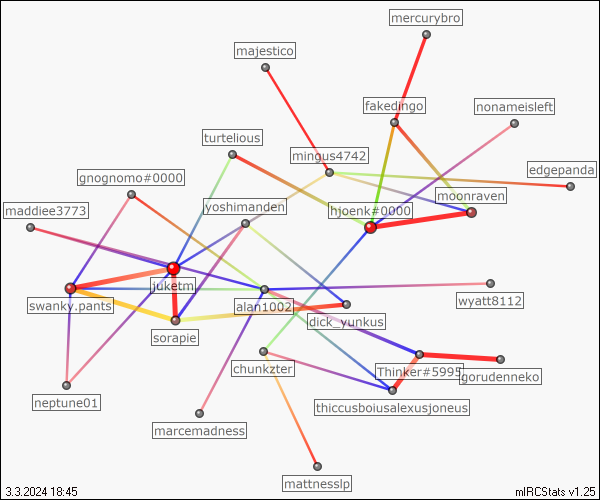 mercurybro
majestico
fakedingo
nonameisleft
turtelious
mingus4742
edgepanda
gnognomo#0000
moonraven
maddiee3773
yoshimanden
hjoenk#0000
juketm
swanky.pants
alan1002
wyatt8112
dick_yunkus
sorapie
chunkzter
Thinker#5995
gorudenneko
neptune01
thiccusboiusalexusjoneus
marcemadness
mattnesslp
3.3.2024 18:45
mIRCStats v1.25